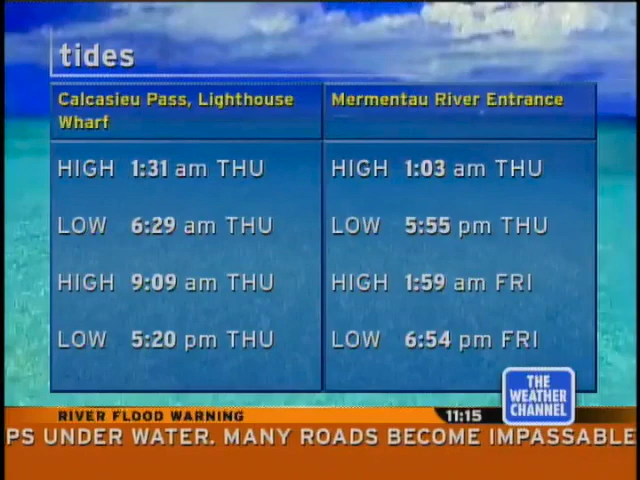 tides
Calcasieu Pass, Lighthouse
Wharf
HIGH 1:31 am THU
LOW 6:29 am THU
HIGH 9:09 am THU
LOW 5:20 pm THU
Mermentau River Entrance
HIGH 1:03 am THU
LOW 5:55 pm THU
HIGH 1:59 am FRI
LOW 6:54 pm FRI
THE
WEATHER
CHANNEL
RIVER FLOOD WARNING
11:15
PS UNDER WATER. MANY ROADS BECOME IMPASSABLE